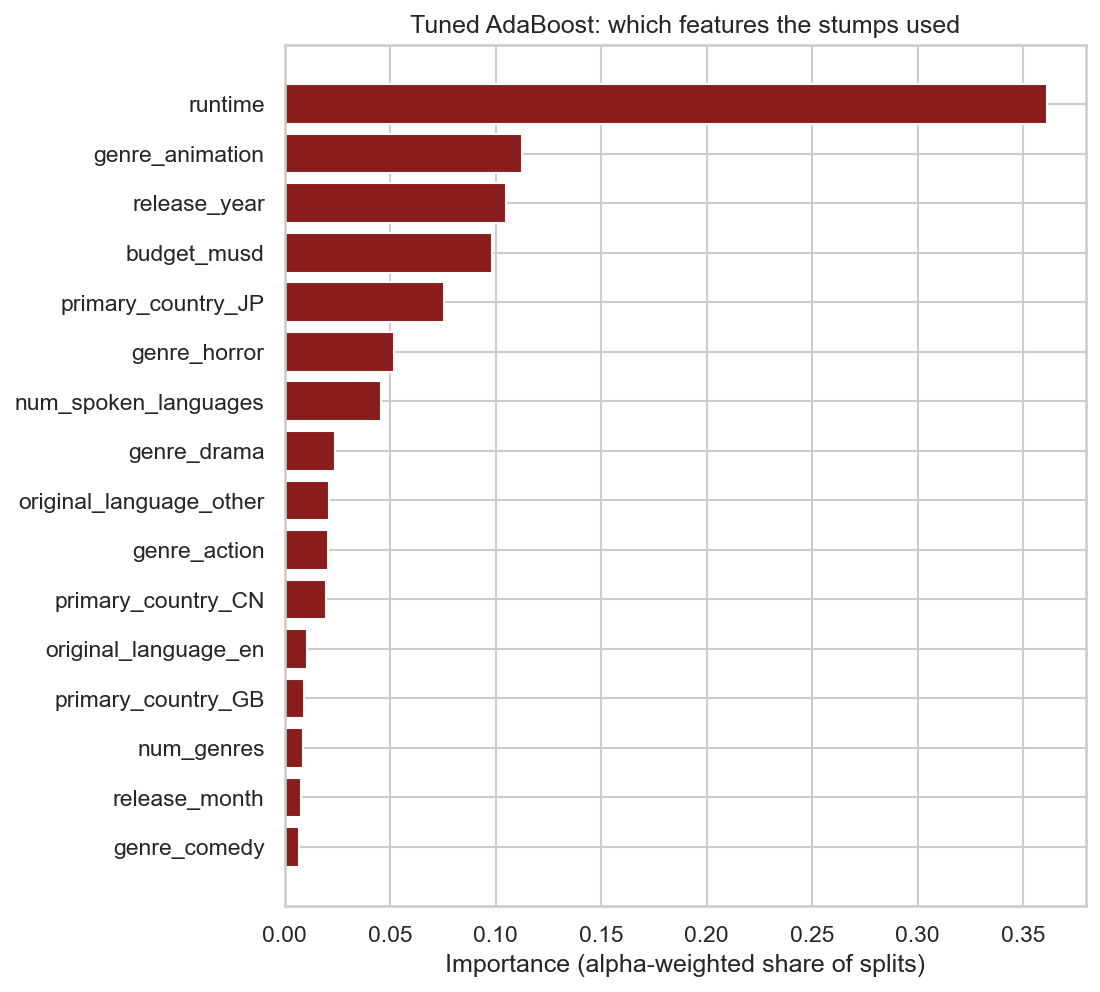 Tuned AdaBoost: which features the stumps used
runtime
genre_animation
release_year
budget_musd
primary_country_JP
genre_horror
num_spoken_languages
genre_drama
original_language_other
genre_action
primary_country_CN
original_language_en
primary_country_GB
num_genres
release_month
genre_comedy
0.00 0.05 0.10 0.15 0.20 0.25 0.30 0.35
Importance (alpha-weighted share of splits)